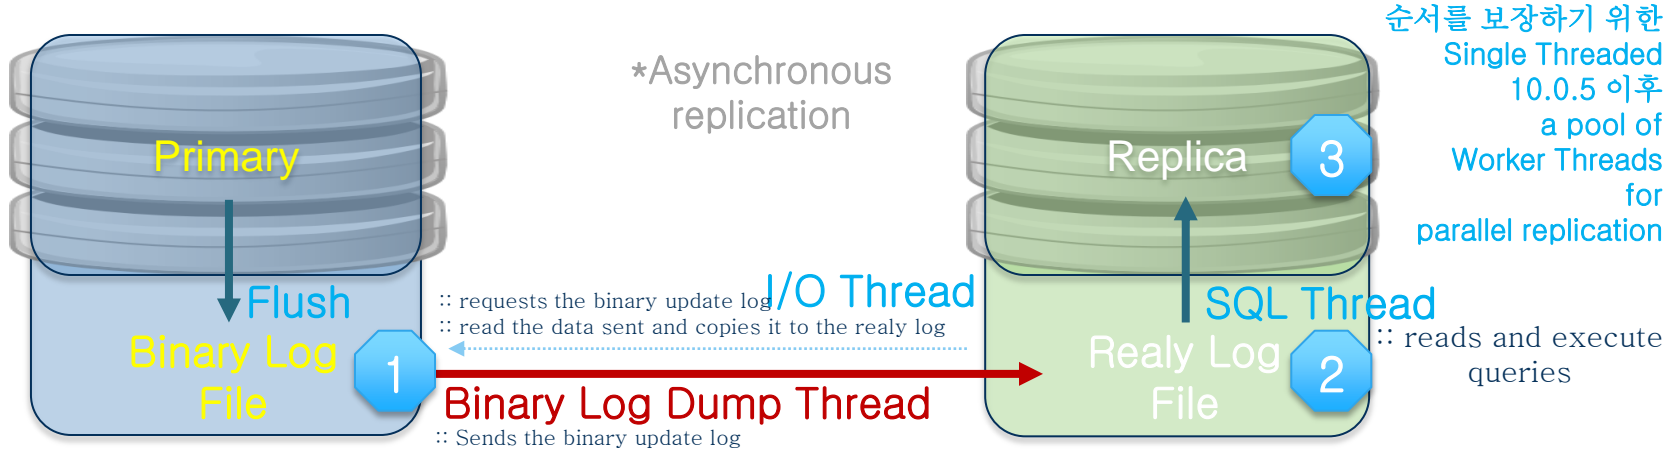 Primary
Flush
Binary Log
File
1
*Asynchronous
replication
I/O Thread
:: requests the binary update log
:: read the data sent and copies it to the realy log
Binary Log Dump Thread
:: Sends the binary update log
Replica
3
SQL Thread
:: reads and execute
queries
Realy Log
File
2
순서를 보장하기 위한
Single Threaded
10.0.5 이후
a pool of
Worker Threads
for
parallel replication